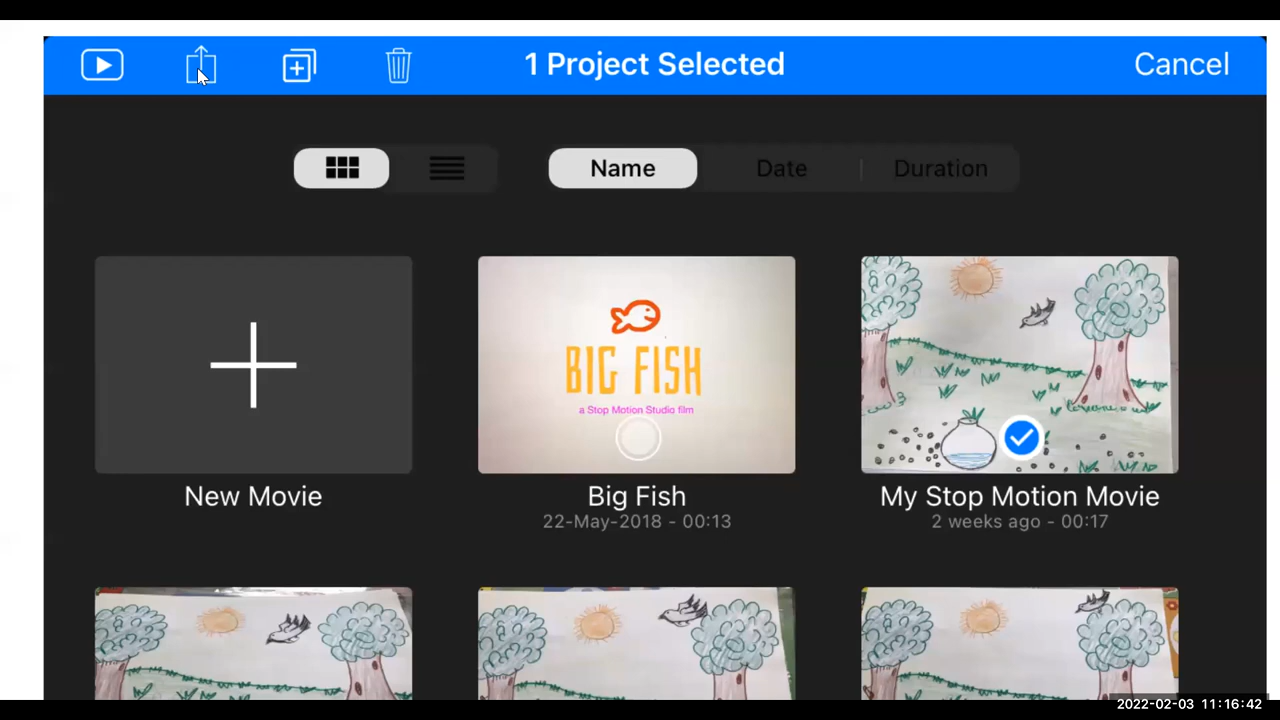 1 Project Selected
Cancel
Name
Date
Duration
BIG FISH
a Stop Motion Studio film
New Movie
Big Fish
My Stop Motion Movie
22-May-2018 - 00:13
2 weeks ago - 00:17
2022-02-03 11:16:42